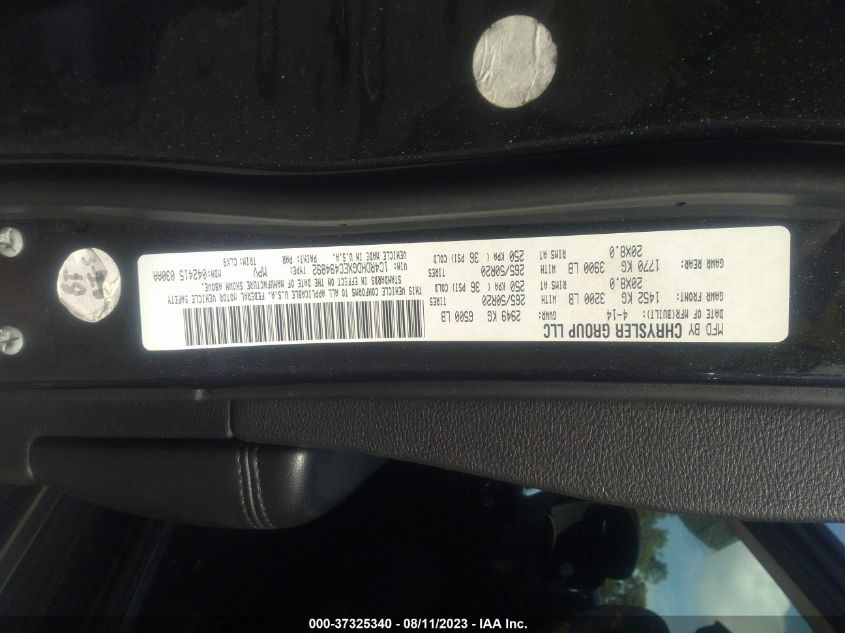 MFD BY CHRYSLER GROUP LLC
DATE OF MFR(BUILT): 4-14 GVWR: 2949 KG 6500 LB
GAWR FRONT: 1452 KG 3200 LB WITH 265/50R20 TIRES
20X8.0 RIMS AT 250 KPA ( 36 PSI) COLD
GAWR REAR: 1770 KG 3900 LB WITH 265/50R20 TIRES
20X8.0 RIMS AT 250 KPA ( 36 PSI) COLD
THIS VEHICLE CONFORMS TO ALL APPLICABLE U.S.A. FEDERAL MOTOR VEHICLE SAFETY
STANDARDS IN EFFECT ON THE DATE OF MANUFACTURE SHOWN ABOVE.
VIN: 1C4RDHDG6EC494892 TYPE: MPV MDH:042415 030AA
VEHICLE MADE IN U.S.A. PAINT: PXR TRIM:CLX9
000-37325340 - 08/11/2023 - IAA Inc.